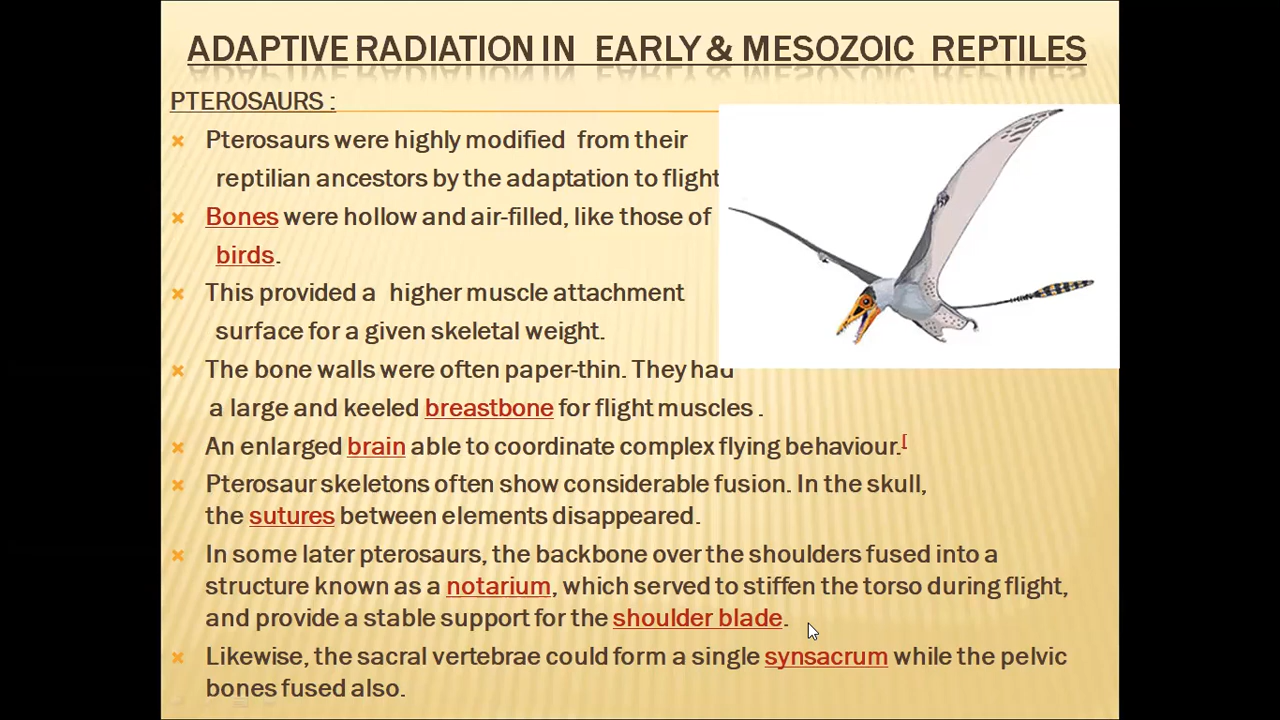 ADAPTIVE RADIATION IN EARLY & MESOZOIC REPTILES
PTEROSAURS :
Pterosaurs were highly modified from their
reptilian ancestors by the adaptation to flight
Bones were hollow and air-filled, like those of
birds.
This provided a higher muscle attachment
surface for a given skeletal weight.
The bone walls were often paper-thin. They had
a large and keeled breastbone for flight muscles .
An enlarged brain able to coordinate complex flying behaviour.[
Pterosaur skeletons often show considerable fusion. In the skull,
the sutures between elements disappeared.
In some later pterosaurs, the backbone over the shoulders fused into a
structure known as a notarium, which served to stiffen the torso during flight,
and provide a stable support for the shoulder blade.
Likewise, the sacral vertebrae could form a single synsacrum while the pelvic
bones fused also.